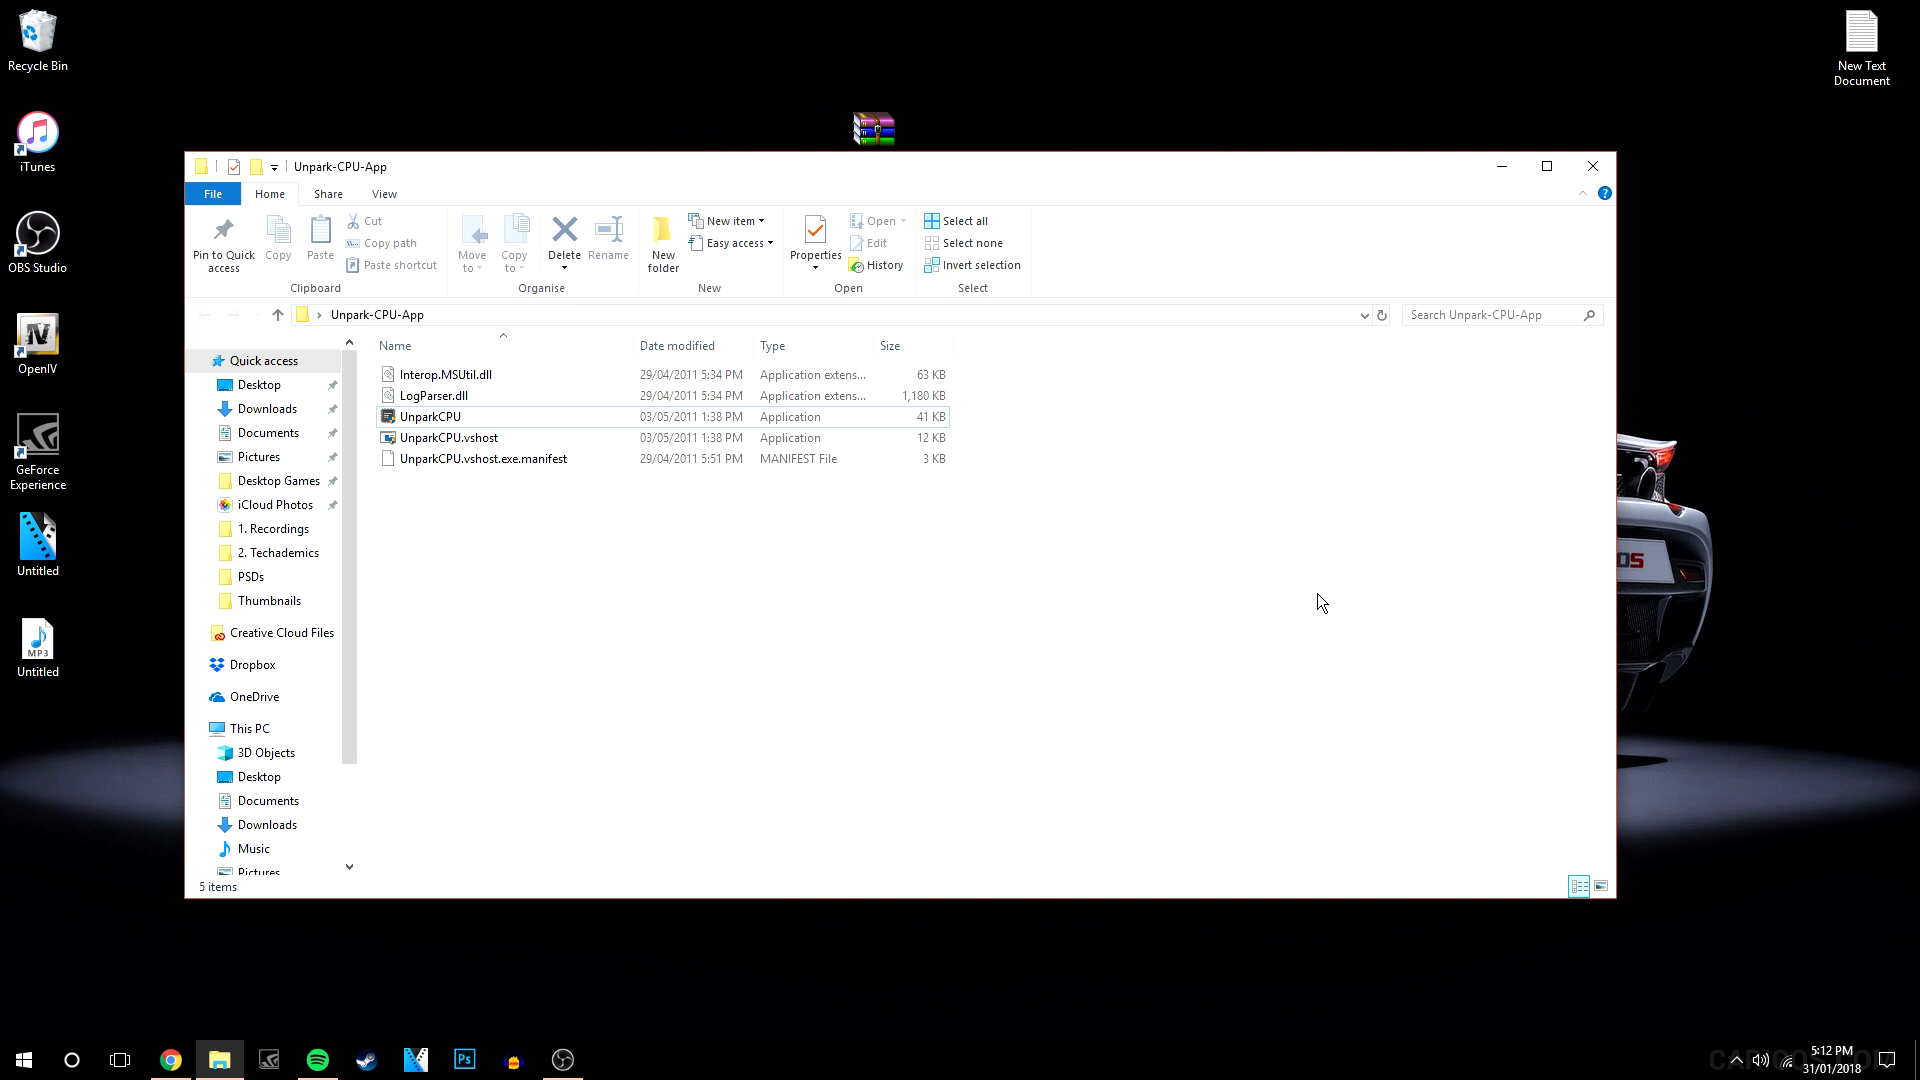 Recycle Bin
iTunes
OBS Studio
OpenIV
GeForce
Experience
Untitled
MP3
Untitled
New Text
Document
Unpark-CPU-App
File Home Share View
Pin to Quick
access
Copy
Paste
Cut
Copy path
Paste shortcut
Clipboard
Move
to
Copy
to
Delete
Rename
Organise
New
folder
New item
Easy access
New
Properties
Open
Edit
History
Open
Select all
Select none
Invert selection
Select
Unpark-CPU-App
Search Unpark-CPU-App
Quick access
Desktop
Downloads
Documents
Pictures
Desktop Games
iCloud Photos
1. Recordings
2. Techademics
PSDs
Thumbnails
Creative Cloud Files
Dropbox
OneDrive
This PC
3D Objects
Desktop
Documents
Downloads
Music
Pictures
Name Date modified Type Size
Interop.MSUtil.dll 29/04/2011 5:34 PM Application extens... 63 KB
LogParser.dll 29/04/2011 5:34 PM Application extens... 1,180 KB
UnparkCPU 03/05/2011 1:38 PM Application 41 KB
UnparkCPU.vshost 03/05/2011 1:38 PM Application 12 KB
UnparkCPU.vshost.exe.manifest 29/04/2011 5:51 PM MANIFEST File 3 KB
5 items
Ps
5:12 PM
31/01/2018